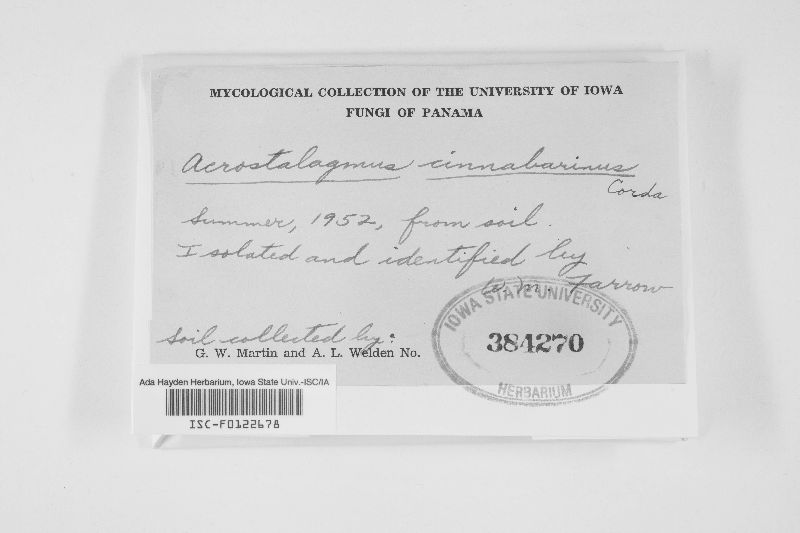 MYCOLOGICAL COLLECTION OF THE UNIVERSITY OF IOWA
FUNGI OF PANAMA
Acrostalagmus cinnabarinus
Corda
Summer, 1952, from soil.
Isolated and identified by
W. M. Farrow
IOWA STATE UNIVERSITY
384270
HERBARIUM
Soil collected by:
G. W. Martin and A. L. Welden No.
Ada Hayden Herbarium, Iowa State Univ.-ISC/IA
ISC-F0122678